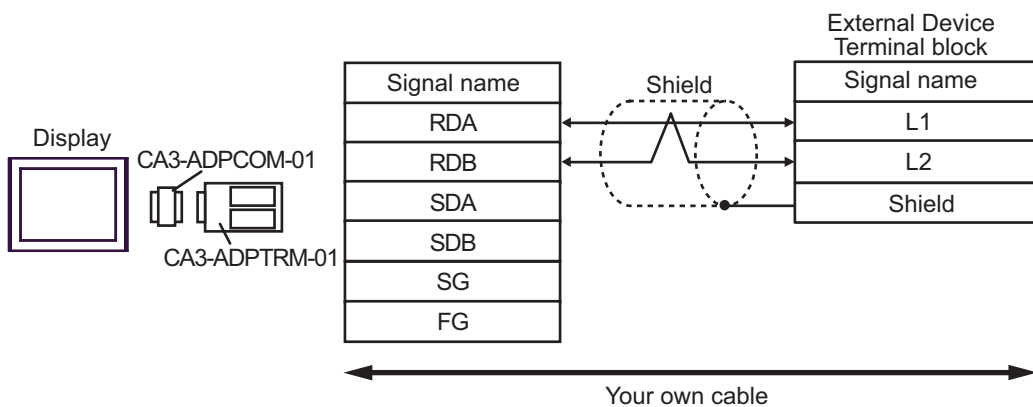 External Device
Terminal block
Signal name
Shield
Signal name
RDA
L1
Display
CA3-ADPCOM-01
RDB
L2
SDA
Shield
SDB
CA3-ADPTRM-01
SG
FG
Your own cable